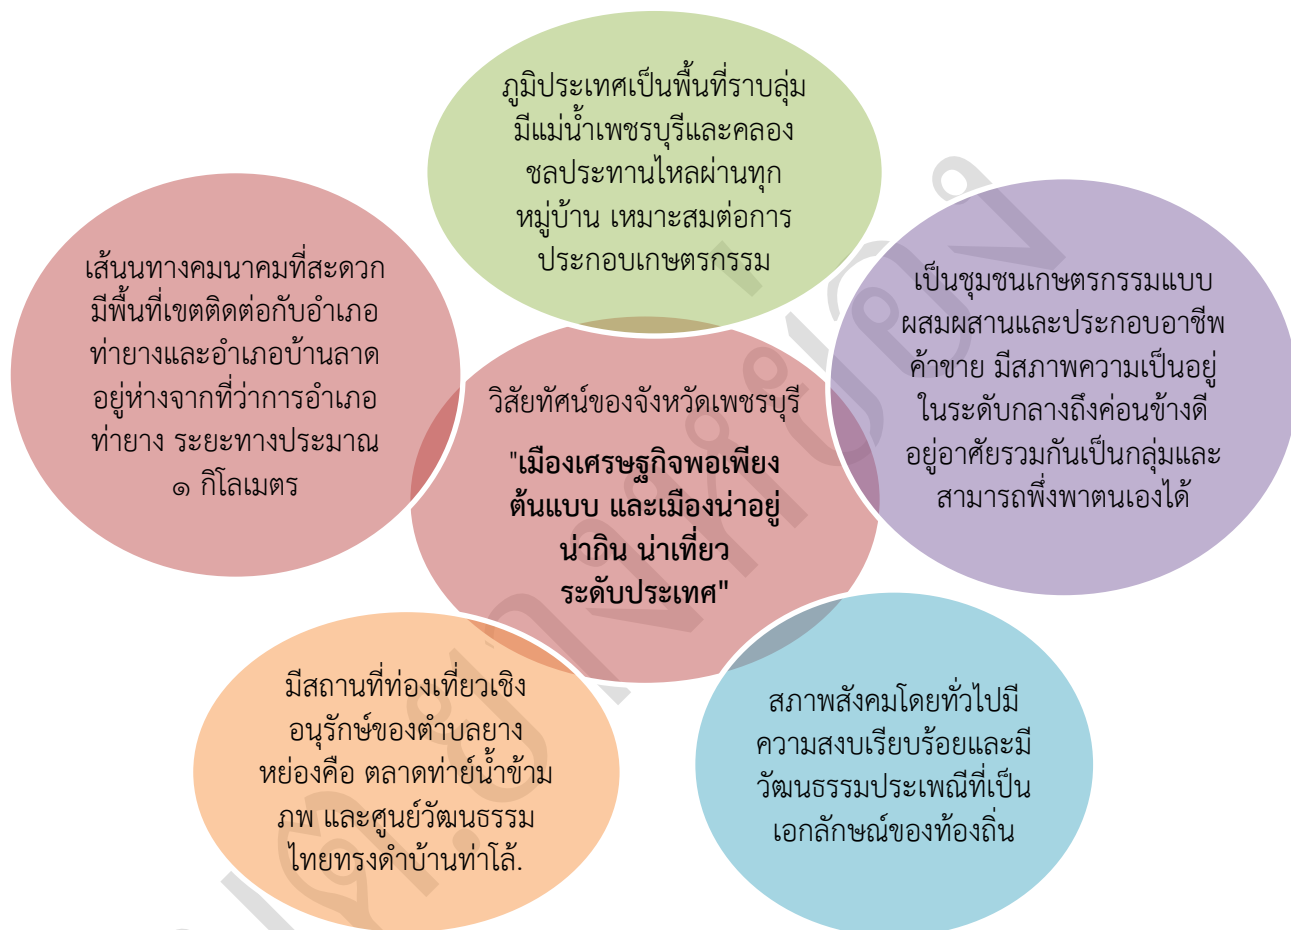 ภูมิประเทศเป็นพื้นที่ราบลุ่ม
มีแม่น้ำเพชรบุรีและคลอง
ชลประทานไหลผ่านทุก
หมู่บ้าน เหมาะสมต่อการ
ประกอบเกษตรกรรม
เส้นนทางคมนาคมที่สะดวก
มีพื้นที่เขตติดต่อกับอำเภอ
ท่ายางและอำเภอบ้านลาด
อยู่ห่างจากที่ว่าการอำเภอ
ท่ายาง ระยะทางประมาณ
๑ กิโลเมตร
วิสัยทัศน์ของจังหวัดเพชรบุรี
"เมืองเศรษฐกิจพอเพียง
ต้นแบบ และเมืองน่าอยู่
น่ากิน น่าเที่ยว
ระดับประเทศ"
เป็นชุมชนเกษตรกรรมแบบ
ผสมผสานและประกอบอาชีพ
ค้าขาย มีสภาพความเป็นอยู่
ในระดับกลางถึงค่อนข้างดี
อยู่อาศัยรวมกันเป็นกลุ่มและ
สามารถพึ่งพาตนเองได้
มีสถานที่ท่องเที่ยวเชิง
อนุรักษ์ของตำบลยาง
หย่องคือ ตลาดท่าย์น้ำข้าม
ภพ และศูนย์วัฒนธรรม
ไทยทรงดำบ้านท่าโล้.
สภาพสังคมโดยทั่วไปมี
ความสงบเรียบร้อยและมี
วัฒนธรรมประเพณีที่เป็น
เอกลักษณ์ของท้องถิ่น